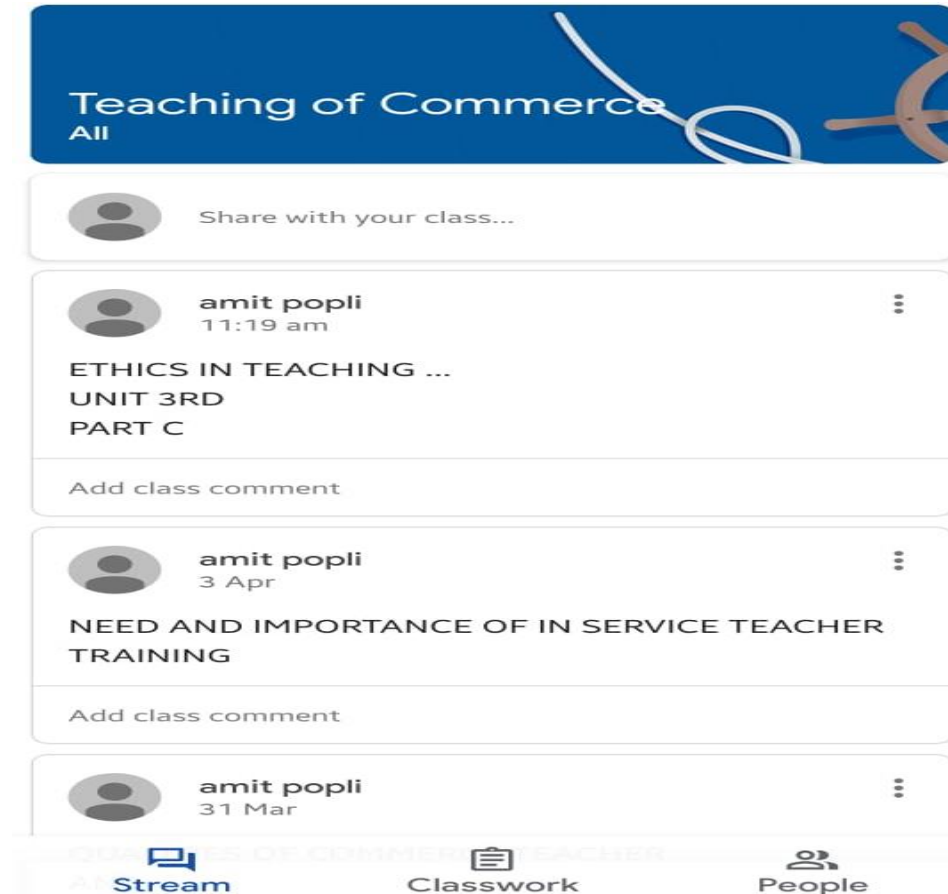 Teaching of Commerce
All
Share with your class...
amit popli
11:19 am
ETHICS IN TEACHING ...
UNIT 3RD
PART C
Add class comment
amit popli
3 Apr
NEED AND IMPORTANCE OF IN SERVICE TEACHER
TRAINING
Add class comment
amit popli
31 Mar
Stream
Classwork
People